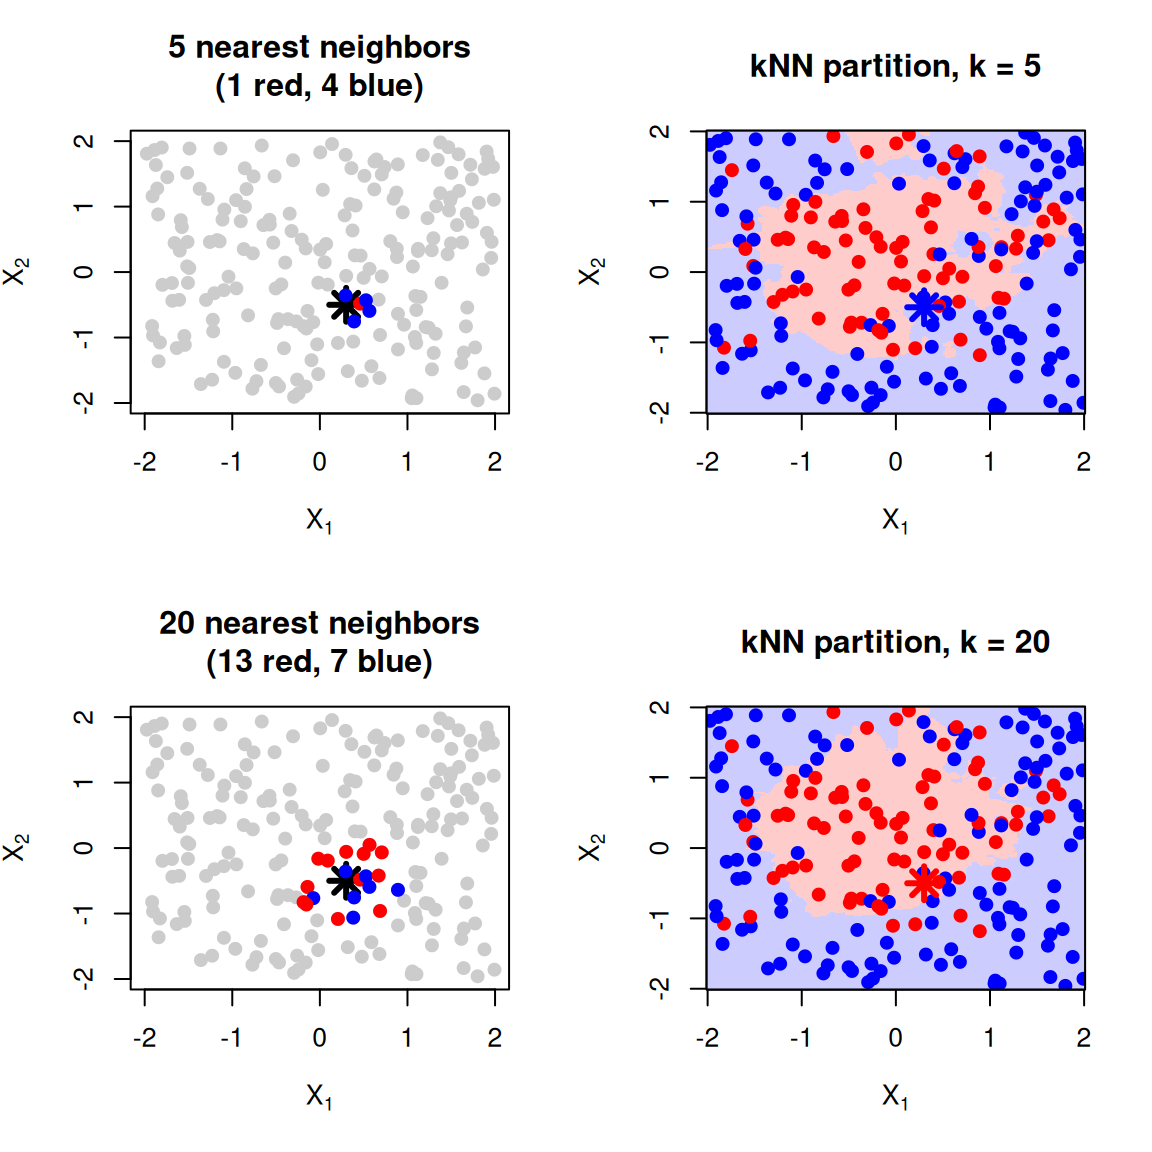 5 nearest neighbors
(1 red, 4 blue)
2
1
0
-1
-2
X2
-2 -1 0 1 2
X1
kNN partition, k = 5
2
1
0
-1
-2
X2
-2 -1 0 1 2
X1
20 nearest neighbors
(13 red, 7 blue)
2
1
0
-1
-2
X2
-2 -1 0 1 2
X1
kNN partition, k = 20
2
1
0
-1
-2
X2
-2 -1 0 1 2
X1